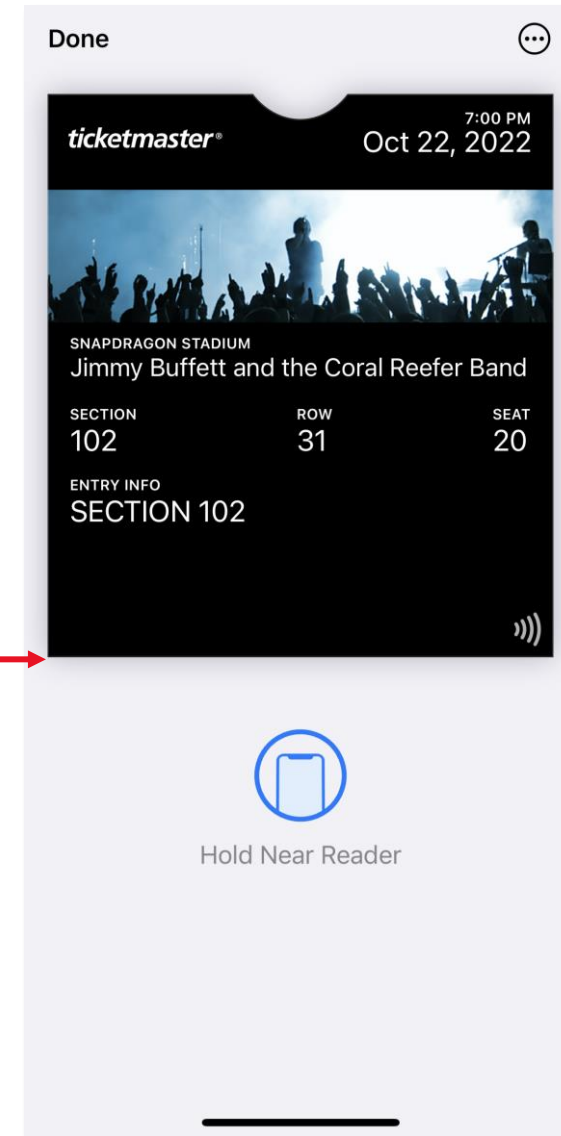 Done
ticketmaster®
7:00 PM
Oct 22, 2022
SNAPDRAGON STADIUM
Jimmy Buffett and the Coral Reefer Band
SECTION ROW SEAT
102 31 20
ENTRY INFO
SECTION 102
Hold Near Reader